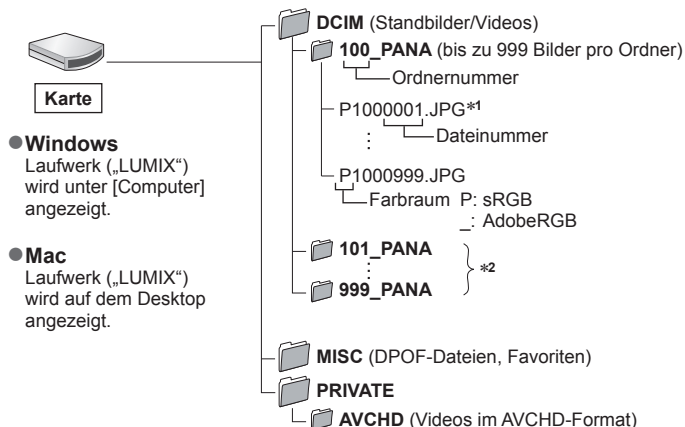 Karte
●Windows
Laufwerk („LUMIX“)
wird unter [Computer]
angezeigt.
●Mac
Laufwerk („LUMIX“)
wird auf dem Desktop
angezeigt.
DCIM (Standbilder/Videos)
100_PANA (bis zu 999 Bilder pro Ordner)
Ordnernummer
P1000001.JPG*1
Dateinummer
P1000999.JPG
Farbraum P: sRGB
_: AdobeRGB
101_PANA
*2
999_PANA
MISC (DPOF-Dateien, Favoriten)
PRIVATE
AVCHD (Videos im AVCHD-Format)